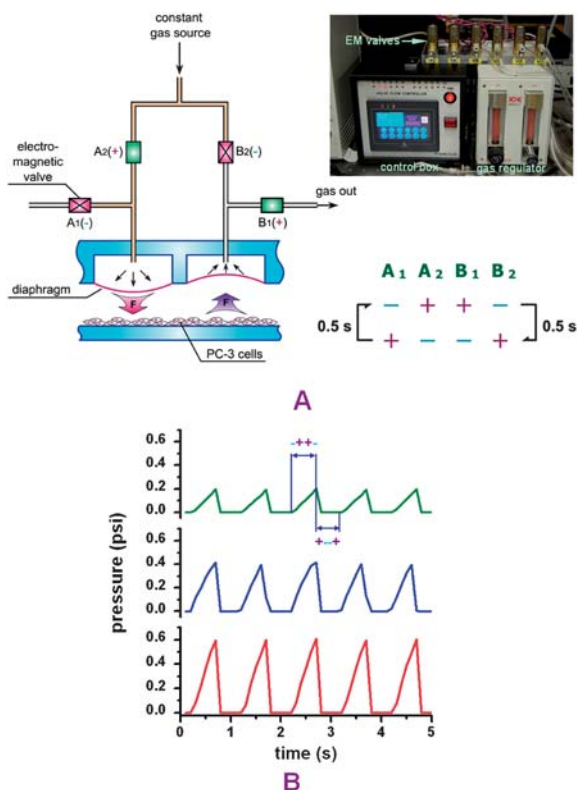 constant
gas source
electro-
magnetic
valve
A2(+)
B2(-)
A1(-)
B1(+)
gas out
diaphragm
F
F
PC-3 cells
EM valves
control box
gas regulator
A1 A2 B1 B2
0.5 s
- + + -
+ - - +
0.5 s
A
pressure (psi)
0.6
0.4
0.2
0.0
-++-
+--+
0.6
0.4
0.2
0.0
0.6
0.4
0.2
0.0
0 1 2 3 4 5
time (s)
B